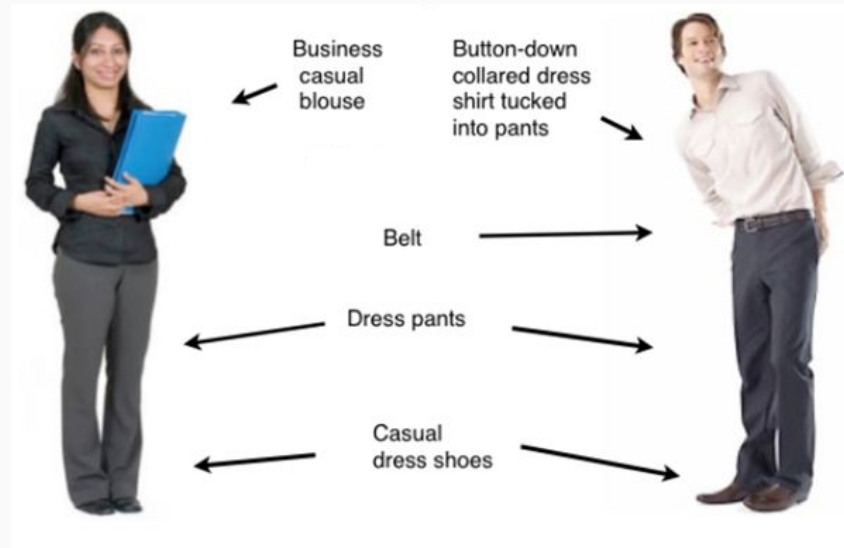 Business
casual
blouse
Button-down
collared dress
shirt tucked
into pants
Belt
Dress pants
Casual
dress shoes